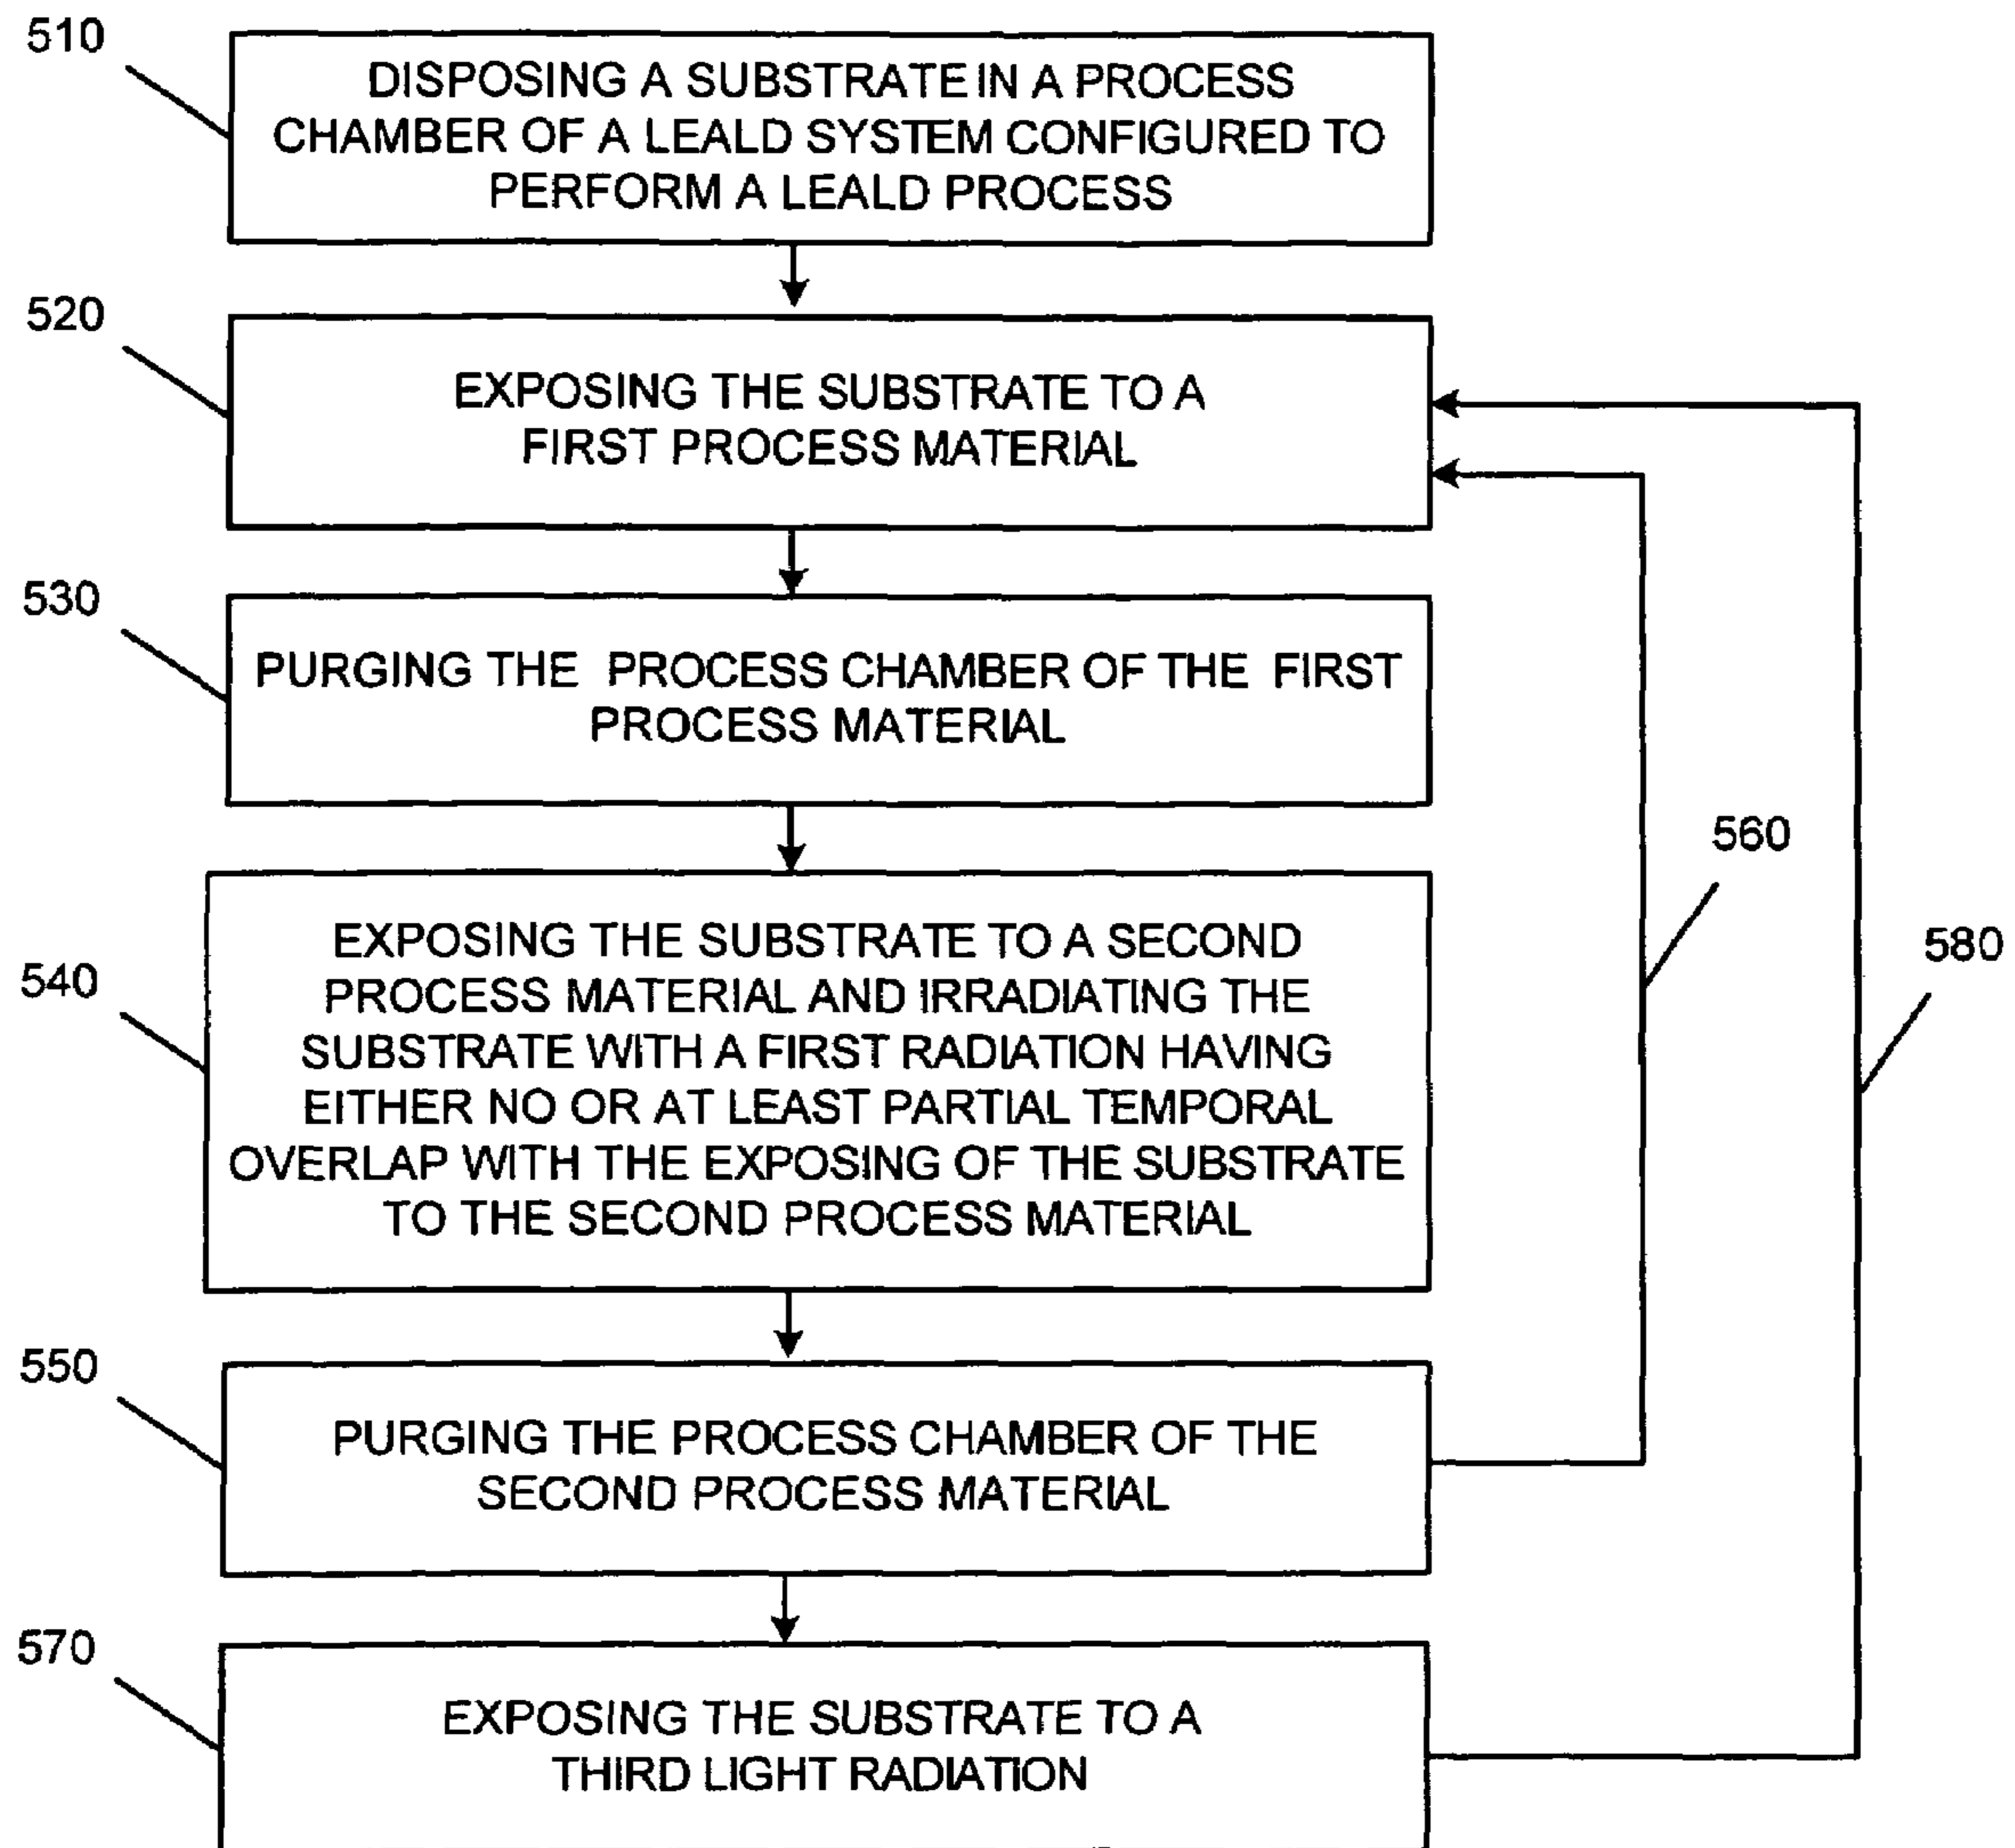 510
DISPOSING A SUBSTRATE IN A PROCESS
CHAMBER OF A LEALD SYSTEM CONFIGURED TO
PERFORM A LEALD PROCESS
520
EXPOSING THE SUBSTRATE TO A
FIRST PROCESS MATERIAL
530
PURGING THE PROCESS CHAMBER OF THE FIRST
PROCESS MATERIAL
560
540
EXPOSING THE SUBSTRATE TO A SECOND
PROCESS MATERIAL AND IRRADIATING THE
SUBSTRATE WITH A FIRST RADIATION HAVING
EITHER NO OR AT LEAST PARTIAL TEMPORAL
OVERLAP WITH THE EXPOSING OF THE SUBSTRATE
TO THE SECOND PROCESS MATERIAL
580
550
PURGING THE PROCESS CHAMBER OF THE
SECOND PROCESS MATERIAL
570
EXPOSING THE SUBSTRATE TO A
THIRD LIGHT RADIATION